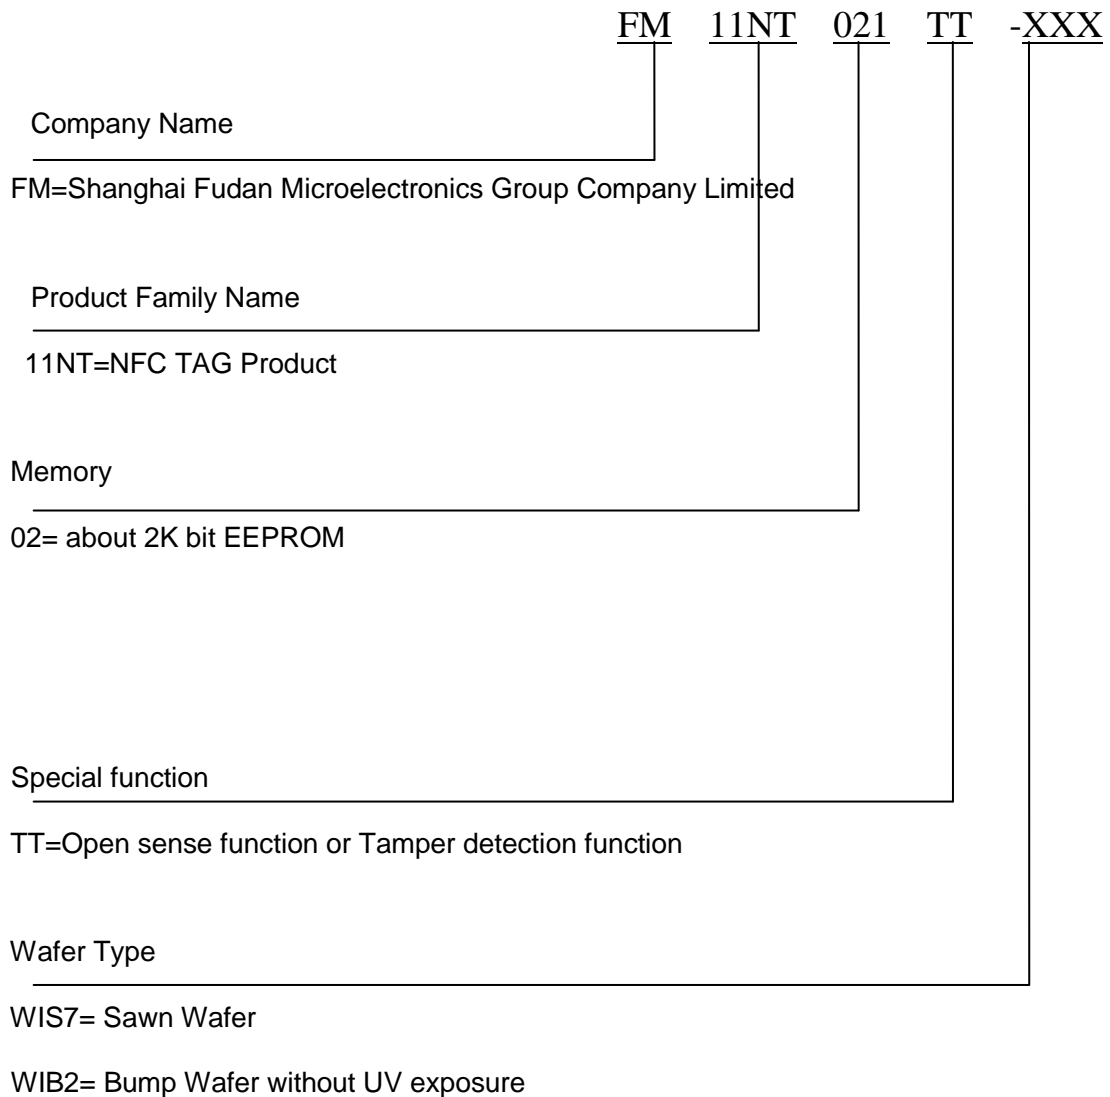 FM 11NT 021 TT -XXX
Company Name
FM=Shanghai Fudan Microelectronics Group Company Limited
Product Family Name
11NT=NFC TAG Product
Memory
02= about 2K bit EEPROM
Special function
TT=Open sense function or Tamper detection function
Wafer Type
WIS7= Sawn Wafer
WIB2= Bump Wafer without UV exposure